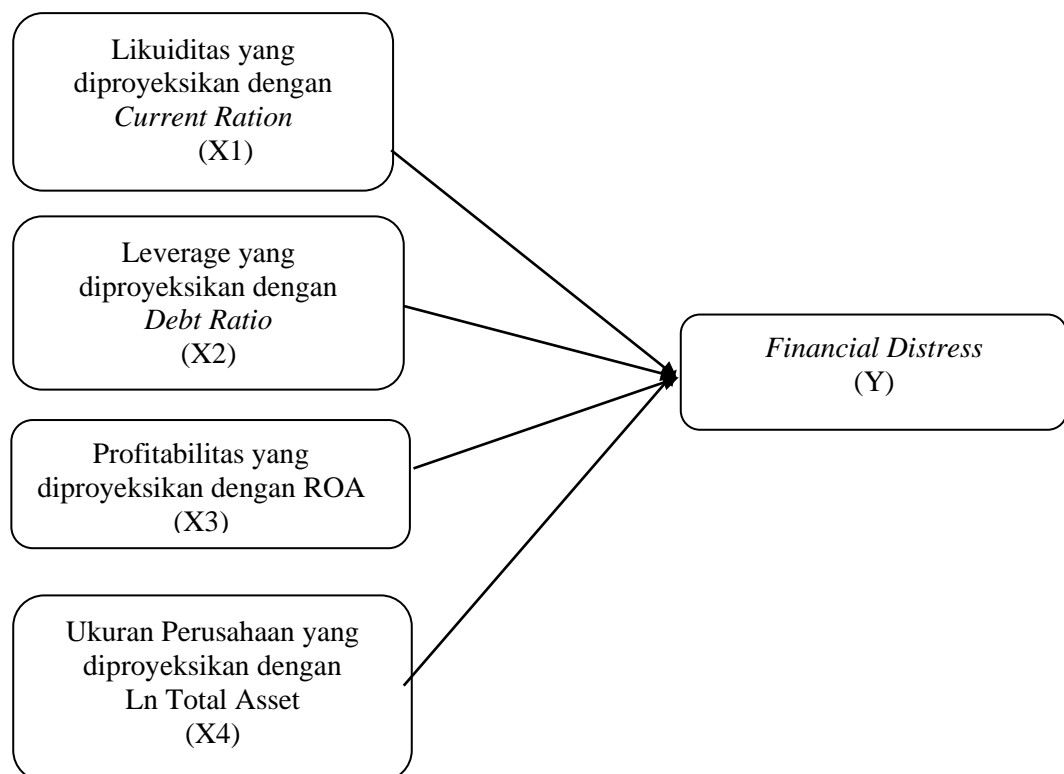 Likuiditas yang
diproyeksikan dengan
Current Ration
(X1)
Leverage yang
diproyeksikan dengan
Debt Ratio
(X2)
Profitabilitas yang
diproyeksikan dengan ROA
(X3)
Ukuran Perusahaan yang
diproyeksikan dengan
Ln Total Asset
(X4)
Financial Distress
(Y)